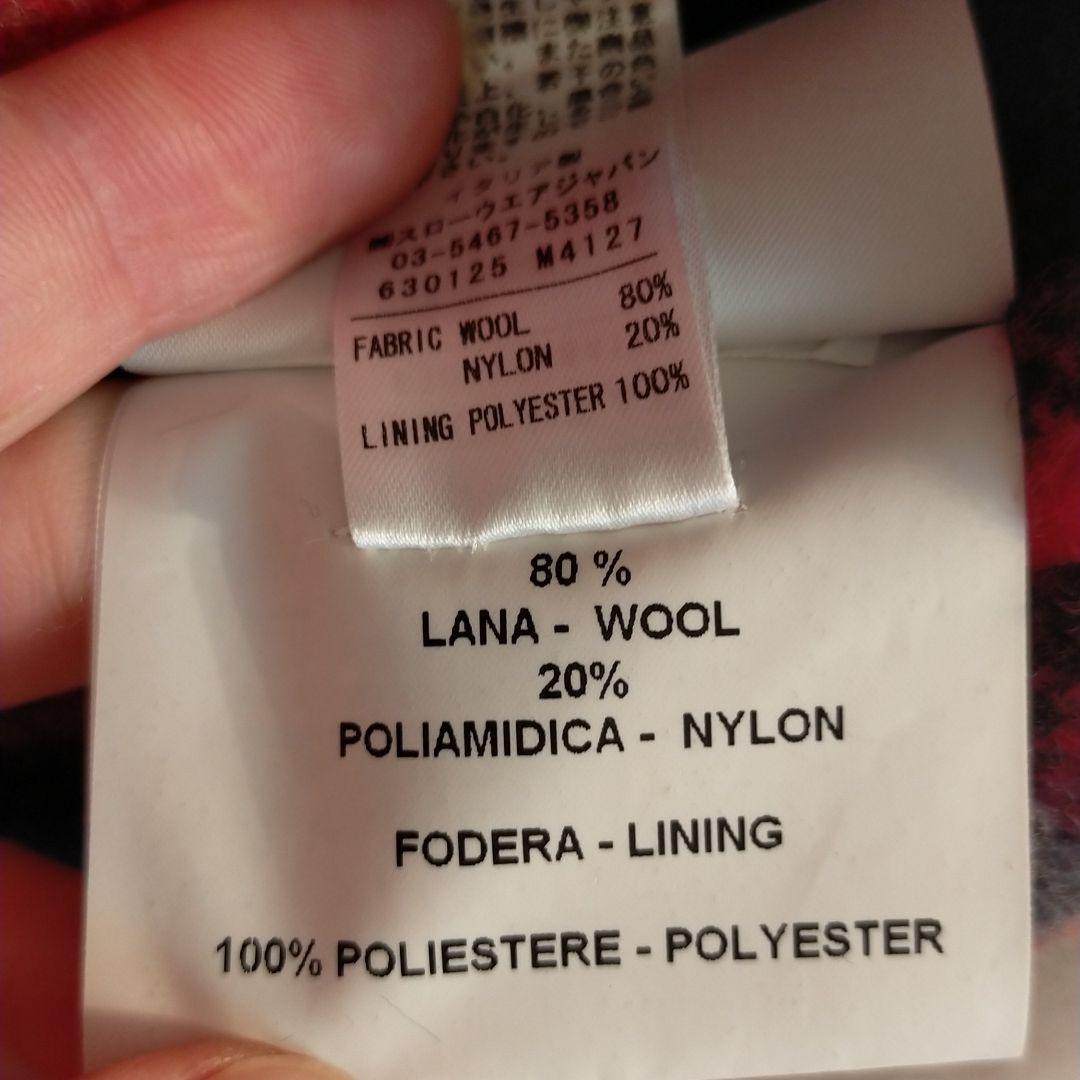 イタリア製
㈱スローウエアジャパン
03-5467-5358
630125 M4127
FABRIC WOOL 80%
NYLON 20%
LINING POLYESTER 100%
80 %
LANA - WOOL
20%
POLIAMIDICA - NYLON
FODERA - LINING
100% POLIESTERE - POLYESTER